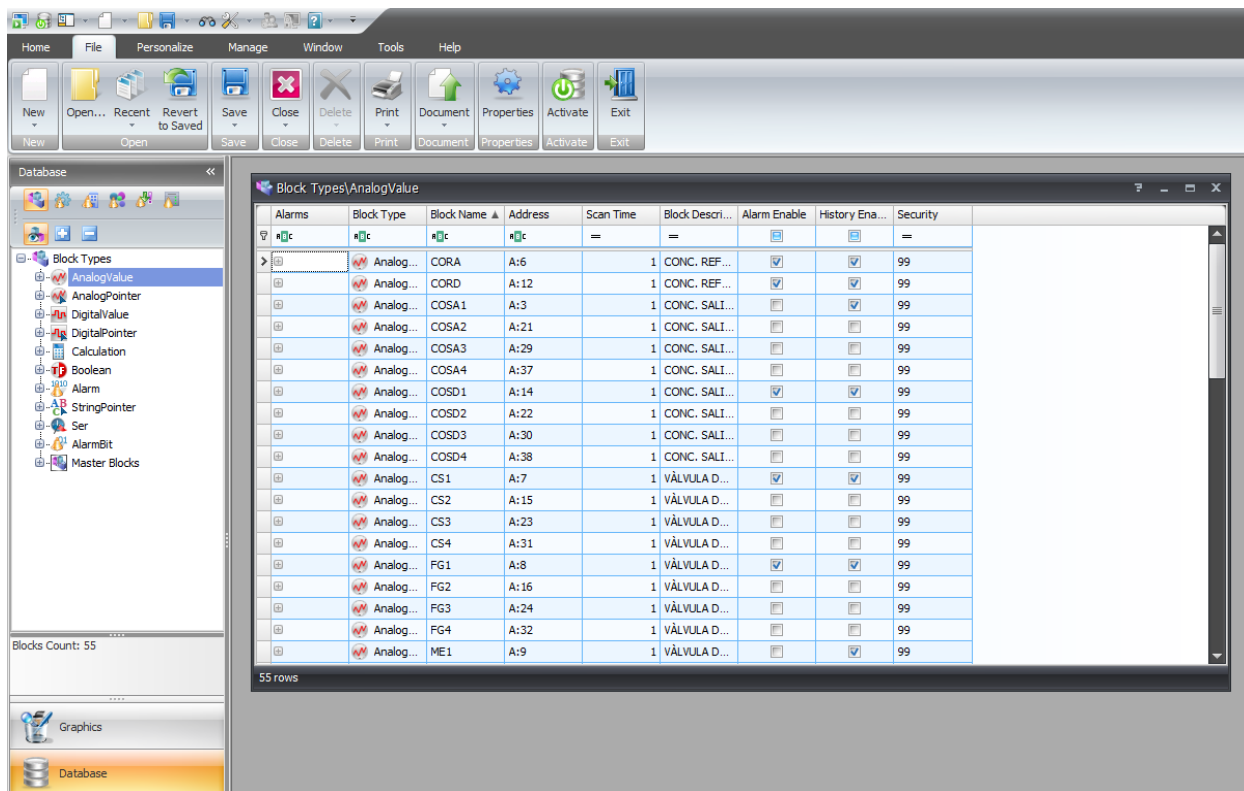 Home File Personalize Manage Window Tools Help
New Open... Recent Revert to Saved Save Close Delete Print Document Properties Activate Exit
New Open Save Close Delete Print Document Properties Activate Exit
Database «
Block Types
AnalogValue
AnalogPointer
DigitalValue
DigitalPointer
Calculation
Boolean
Alarm
StringPointer
Ser
AlarmBit
Master Blocks
Blocks Count: 55
Graphics
Database
Block Types\AnalogValue
Alarms Block Type Block Name Address Scan Time Block Descri... Alarm Enable History Ena... Security
= = =
Analog... CORA A:6 1 CONC. REF... 99
Analog... CORD A:12 1 CONC. REF... 99
Analog... COSA1 A:3 1 CONC. SALI... 99
Analog... COSA2 A:21 1 CONC. SALI... 99
Analog... COSA3 A:29 1 CONC. SALI... 99
Analog... COSA4 A:37 1 CONC. SALI... 99
Analog... COSD1 A:14 1 CONC. SALI... 99
Analog... COSD2 A:22 1 CONC. SALI... 99
Analog... COSD3 A:30 1 CONC. SALI... 99
Analog... COSD4 A:38 1 CONC. SALI... 99
Analog... CS1 A:7 1 VÀLVULA D... 99
Analog... CS2 A:15 1 VÀLVULA D... 99
Analog... CS3 A:23 1 VÀLVULA D... 99
Analog... CS4 A:31 1 VÀLVULA D... 99
Analog... FG1 A:8 1 VÀLVULA D... 99
Analog... FG2 A:16 1 VÀLVULA D... 99
Analog... FG3 A:24 1 VÀLVULA D... 99
Analog... FG4 A:32 1 VÀLVULA D... 99
Analog... ME1 A:9 1 VÀLVULA D... 99
55 rows